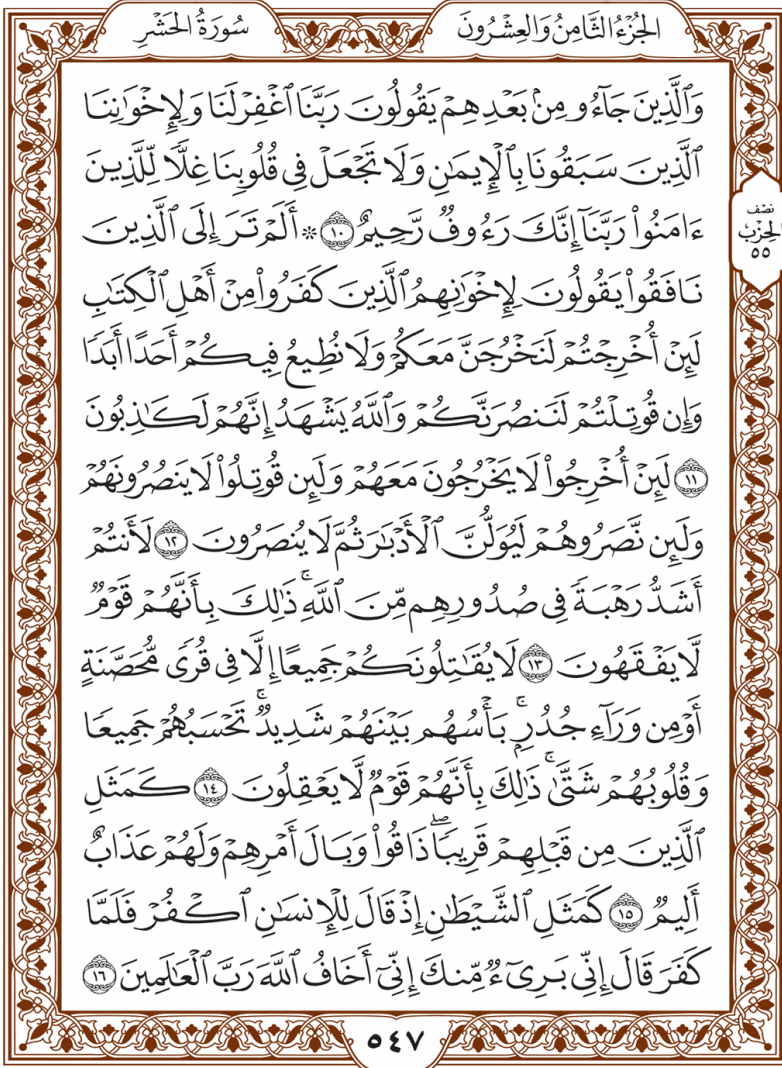 الجُزْءُ الثَّامِنُ وَالعِشْرُونَ
سُورَةُ الحَشْرِ
وَٱلَّذِينَ جَآءُو مِنۢ بَعْدِهِمْ يَقُولُونَ رَبَّنَا ٱغْفِرْ لَنَا وَلِإِخْوَٰنِنَا
ٱلَّذِينَ سَبَقُونَا بِٱلْإِيمَٰنِ وَلَا تَجْعَلْ فِى قُلُوبِنَا غِلًّا لِّلَّذِينَ
ءَامَنُوا۟ رَبَّنَآ إِنَّكَ رَءُوفٌ رَّحِيمٌ ١٠ ۞ أَلَمْ تَرَ إِلَى ٱلَّذِينَ
نَافَقُوا۟ يَقُولُونَ لِإِخْوَٰنِهِمُ ٱلَّذِينَ كَفَرُوا۟ مِنْ أَهْلِ ٱلْكِتَٰبِ
لَئِنْ أُخْرِجْتُمْ لَنَخْرُجَنَّ مَعَكُمْ وَلَا نُطِيعُ فِيكُمْ أَحَدًا أَبَدًا
وَإِن قُوتِلْتُمْ لَنَنصُرَنَّكُمْ وَٱللَّهُ يَشْهَدُ إِنَّهُمْ لَكَٰذِبُونَ
١١ لَئِنْ أُخْرِجُوا۟ لَا يَخْرُجُونَ مَعَهُمْ وَلَئِن قُوتِلُوا۟ لَا يَنصُرُونَهُمْ
وَلَئِن نَّصَرُوهُمْ لَيُوَلُّنَّ ٱلْأَدْبَٰرَ ثُمَّ لَا يُنصَرُونَ ١٢ لَأَنتُمْ
أَشَدُّ رَهْبَةً فِى صُدُورِهِم مِّنَ ٱللَّهِ ۚ ذَٰلِكَ بِأَنَّهُمْ قَوْمٌ
لَّا يَفْقَهُونَ ١٣ لَا يُقَٰتِلُونَكُمْ جَمِيعًا إِلَّا فِى قُرًى مُّحَصَّنَةٍ
أَوْ مِن وَرَآءِ جُدُرٍۭ ۚ بَأْسُهُم بَيْنَهُمْ شَدِيدٌ ۚ تَحْسَبُهُمْ جَمِيعًا
وَقُلُوبُهُمْ شَتَّىٰ ۚ ذَٰلِكَ بِأَنَّهُمْ قَوْمٌ لَّا يَعْقِلُونَ ١٤ كَمَثَلِ
ٱلَّذِينَ مِن قَبْلِهِمْ قَرِيبًا ۖ ذَاقُوا۟ وَبَالَ أَمْرِهِمْ وَلَهُمْ عَذَابٌ
أَلِيمٌ ١٥ كَمَثَلِ ٱلشَّيْطَٰنِ إِذْ قَالَ لِلْإِنسَٰنِ ٱكْفُرْ فَلَمَّا
كَفَرَ قَالَ إِنِّى بَرِىٓءٌ مِّنكَ إِنِّىٓ أَخَافُ ٱللَّهَ رَبَّ ٱلْعَٰلَمِينَ ١٦
نصف
الحزب
٥٥
٥٤٧